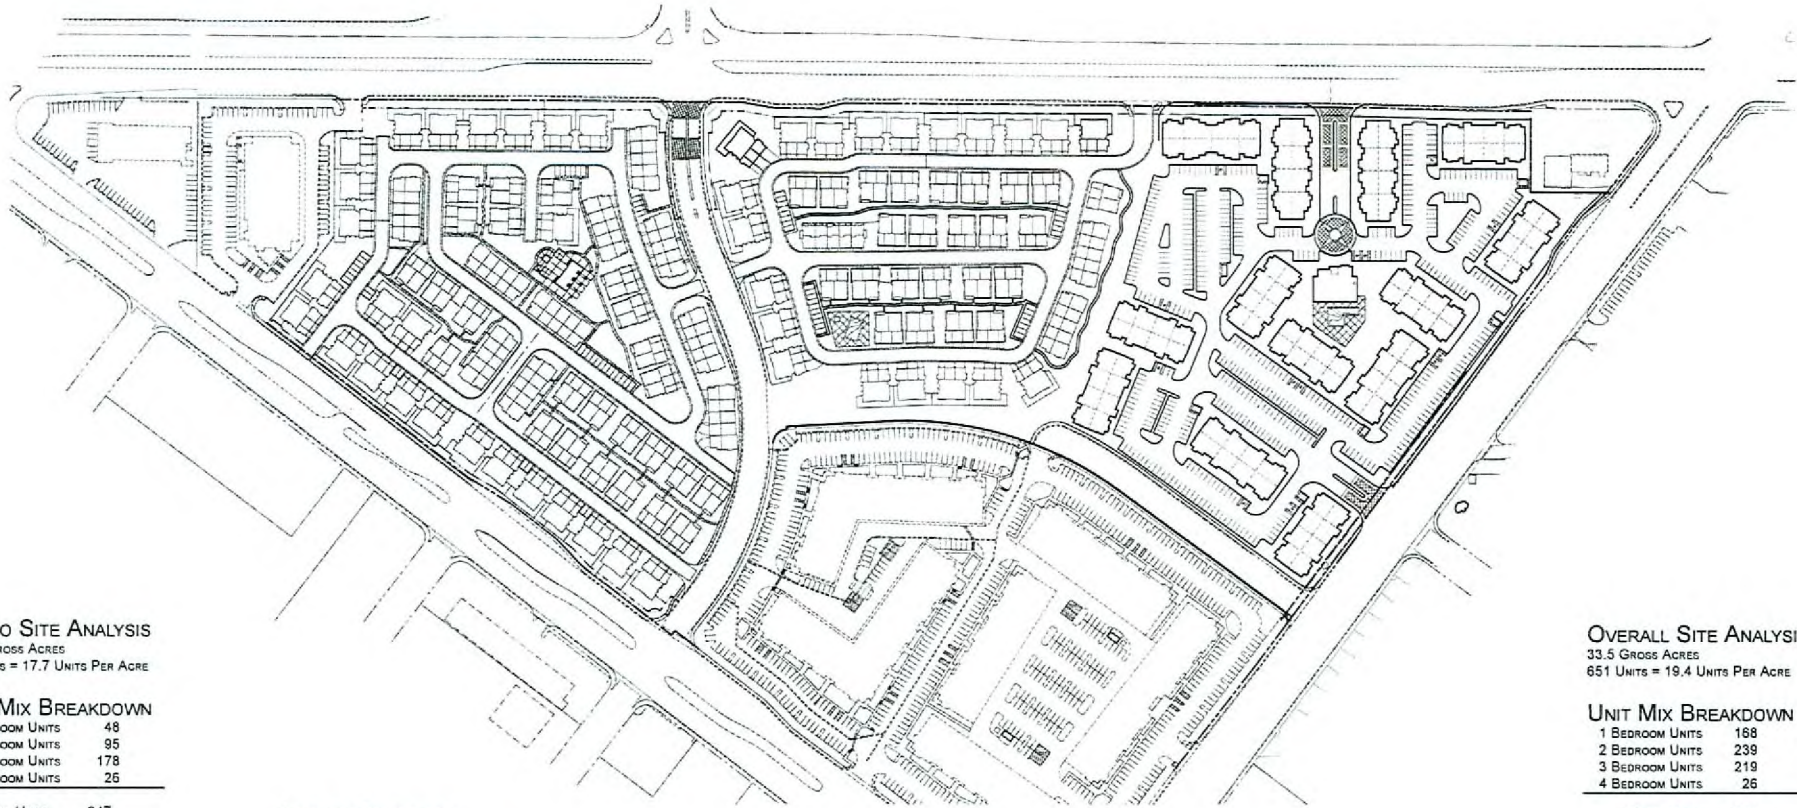 O SITE ANALYSIS
ROSS ACRES
S = 17.7 UNITS PER ACRE
MIX BREAKDOWN
OOM UNITS 48
OOM UNITS 95
OOM UNITS 178
OOM UNITS 26
OVERALL SITE ANALYSI
33.5 GROSS ACRES
651 UNITS = 19.4 UNITS PER ACRE
UNIT MIX BREAKDOWN
1 BEDROOM UNITS 168
2 BEDROOM UNITS 239
3 BEDROOM UNITS 219
4 BEDROOM UNITS 26